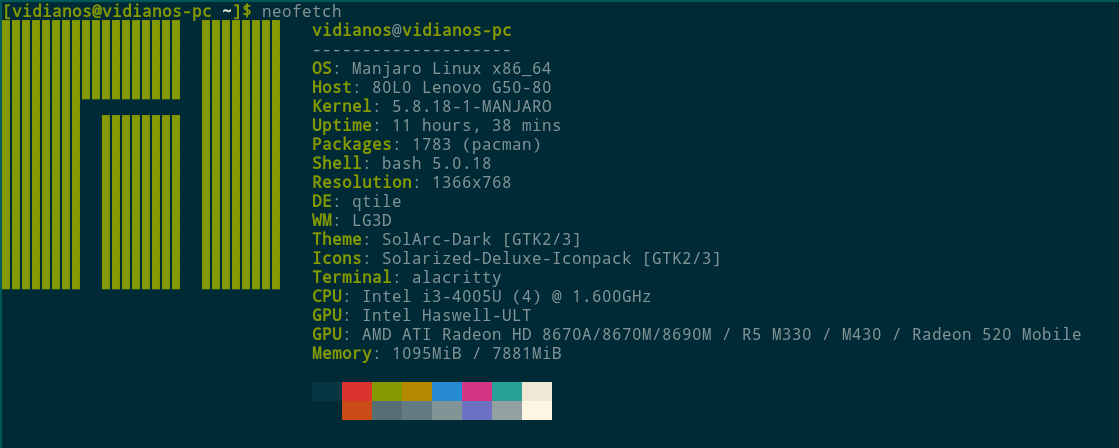 [vidianos@vidianos-pc ~]$ neofetch
vidianos@vidianos-pc
--------------------
OS: Manjaro Linux x86_64
Host: 80L0 Lenovo G50-80
Kernel: 5.8.18-1-MANJARO
Uptime: 11 hours, 38 mins
Packages: 1783 (pacman)
Shell: bash 5.0.18
Resolution: 1366x768
DE: qtile
WM: LG3D
Theme: SolArc-Dark [GTK2/3]
Icons: Solarized-Deluxe-Iconpack [GTK2/3]
Terminal: alacritty
CPU: Intel i3-4005U (4) @ 1.600GHz
GPU: Intel Haswell-ULT
GPU: AMD ATI Radeon HD 8670A/8670M/8690M / R5 M330 / M430 / Radeon 520 Mobile
Memory: 1095MiB / 7881MiB